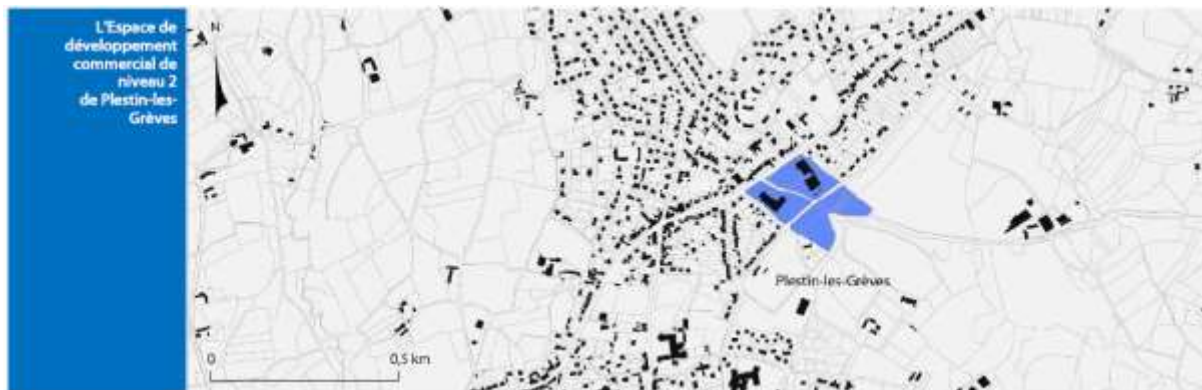 L'Espace de
développement
commercial de
niveau 2
de Plestin-les-
Grèves
N
Plestin-les-Grèves
0
0,5 km